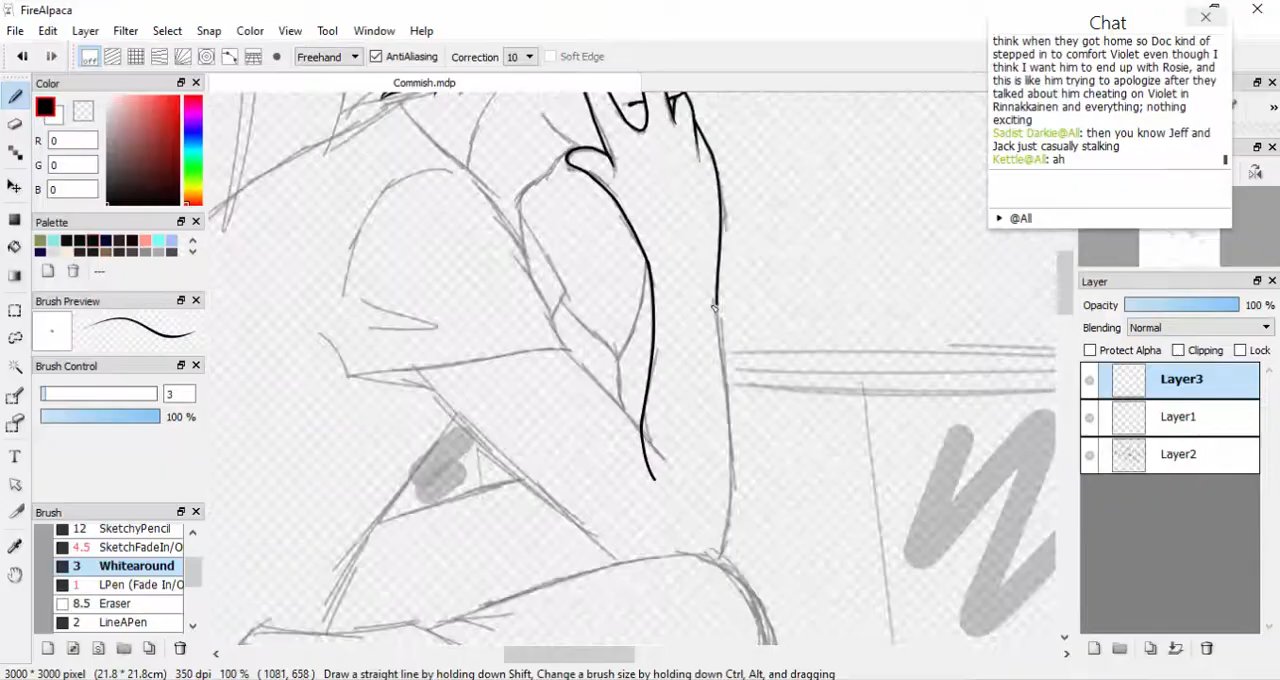 FireAlpaca
File Edit Layer Filter Select Snap Color View Tool Window Help
off Freehand AntiAliasing Correction 10 Soft Edge
Color
R 0
G 0
B 0
Palette
---
Brush Preview
Brush Control
3
100 %
Brush
12 SketchyPencil
4.5 SketchFadeIn/O
3 Whitearound
1 LPen (Fade In/O
8.5 Eraser
2 LineAPen
Commish.mdp
Chat
think when they got home so Doc kind of
stepped in to comfort Violet even though I
think I want him to end up with Rosie, and
this is like him trying to apologize after they
talked about him cheating on Violet in
Rinnakkainen and everything; nothing
exciting
Sadist Darkie@All: then you know Jeff and
Jack just casually stalking
Kettle@All: ah
@All
Layer
Opacity 100 %
Blending Normal
Protect Alpha Clipping Lock
Layer3
Layer1
Layer2
3000 * 3000 pixel (21.8 * 21.8cm) 350 dpi 100 % ( 1081, 658 ) Draw a straight line by holding down Shift, Change a brush size by holding down Ctrl, Alt, and dragging